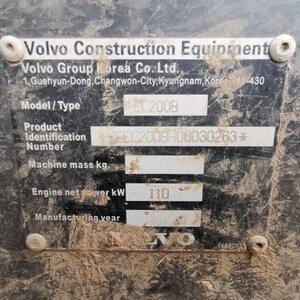 Volvo Construction Equipment
Volvo Group Korea Co., Ltd.
1, Guehyun-Dong, Changwon-City, Kyungnam, Korea 641-430
Model / Type EC200B
Product
Identification
Number
Machine mass kg
Engine net power kW 110
Manufacturing year
VOLVO